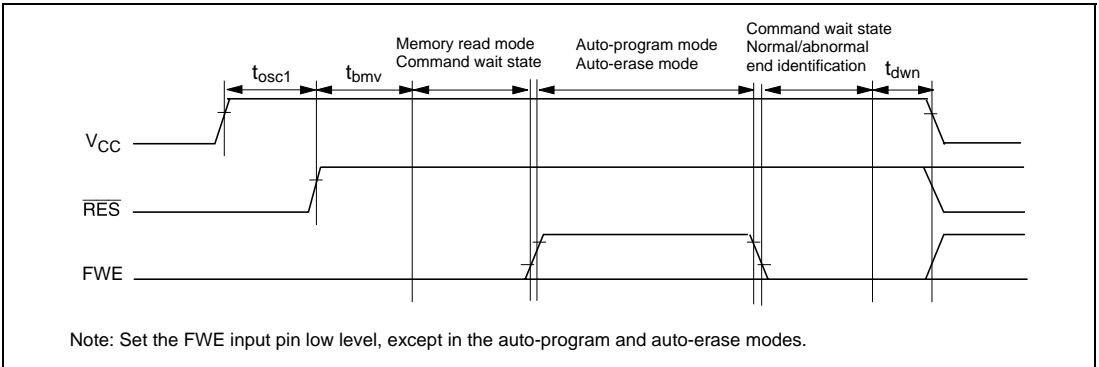 Memory read mode
Command wait state
Auto-program mode
Auto-erase mode
Command wait state
Normal/abnormal
end identification
tosc1
tbmv
tdwn
VCC
RES
FWE
Note: Set the FWE input pin low level, except in the auto-program and auto-erase modes.